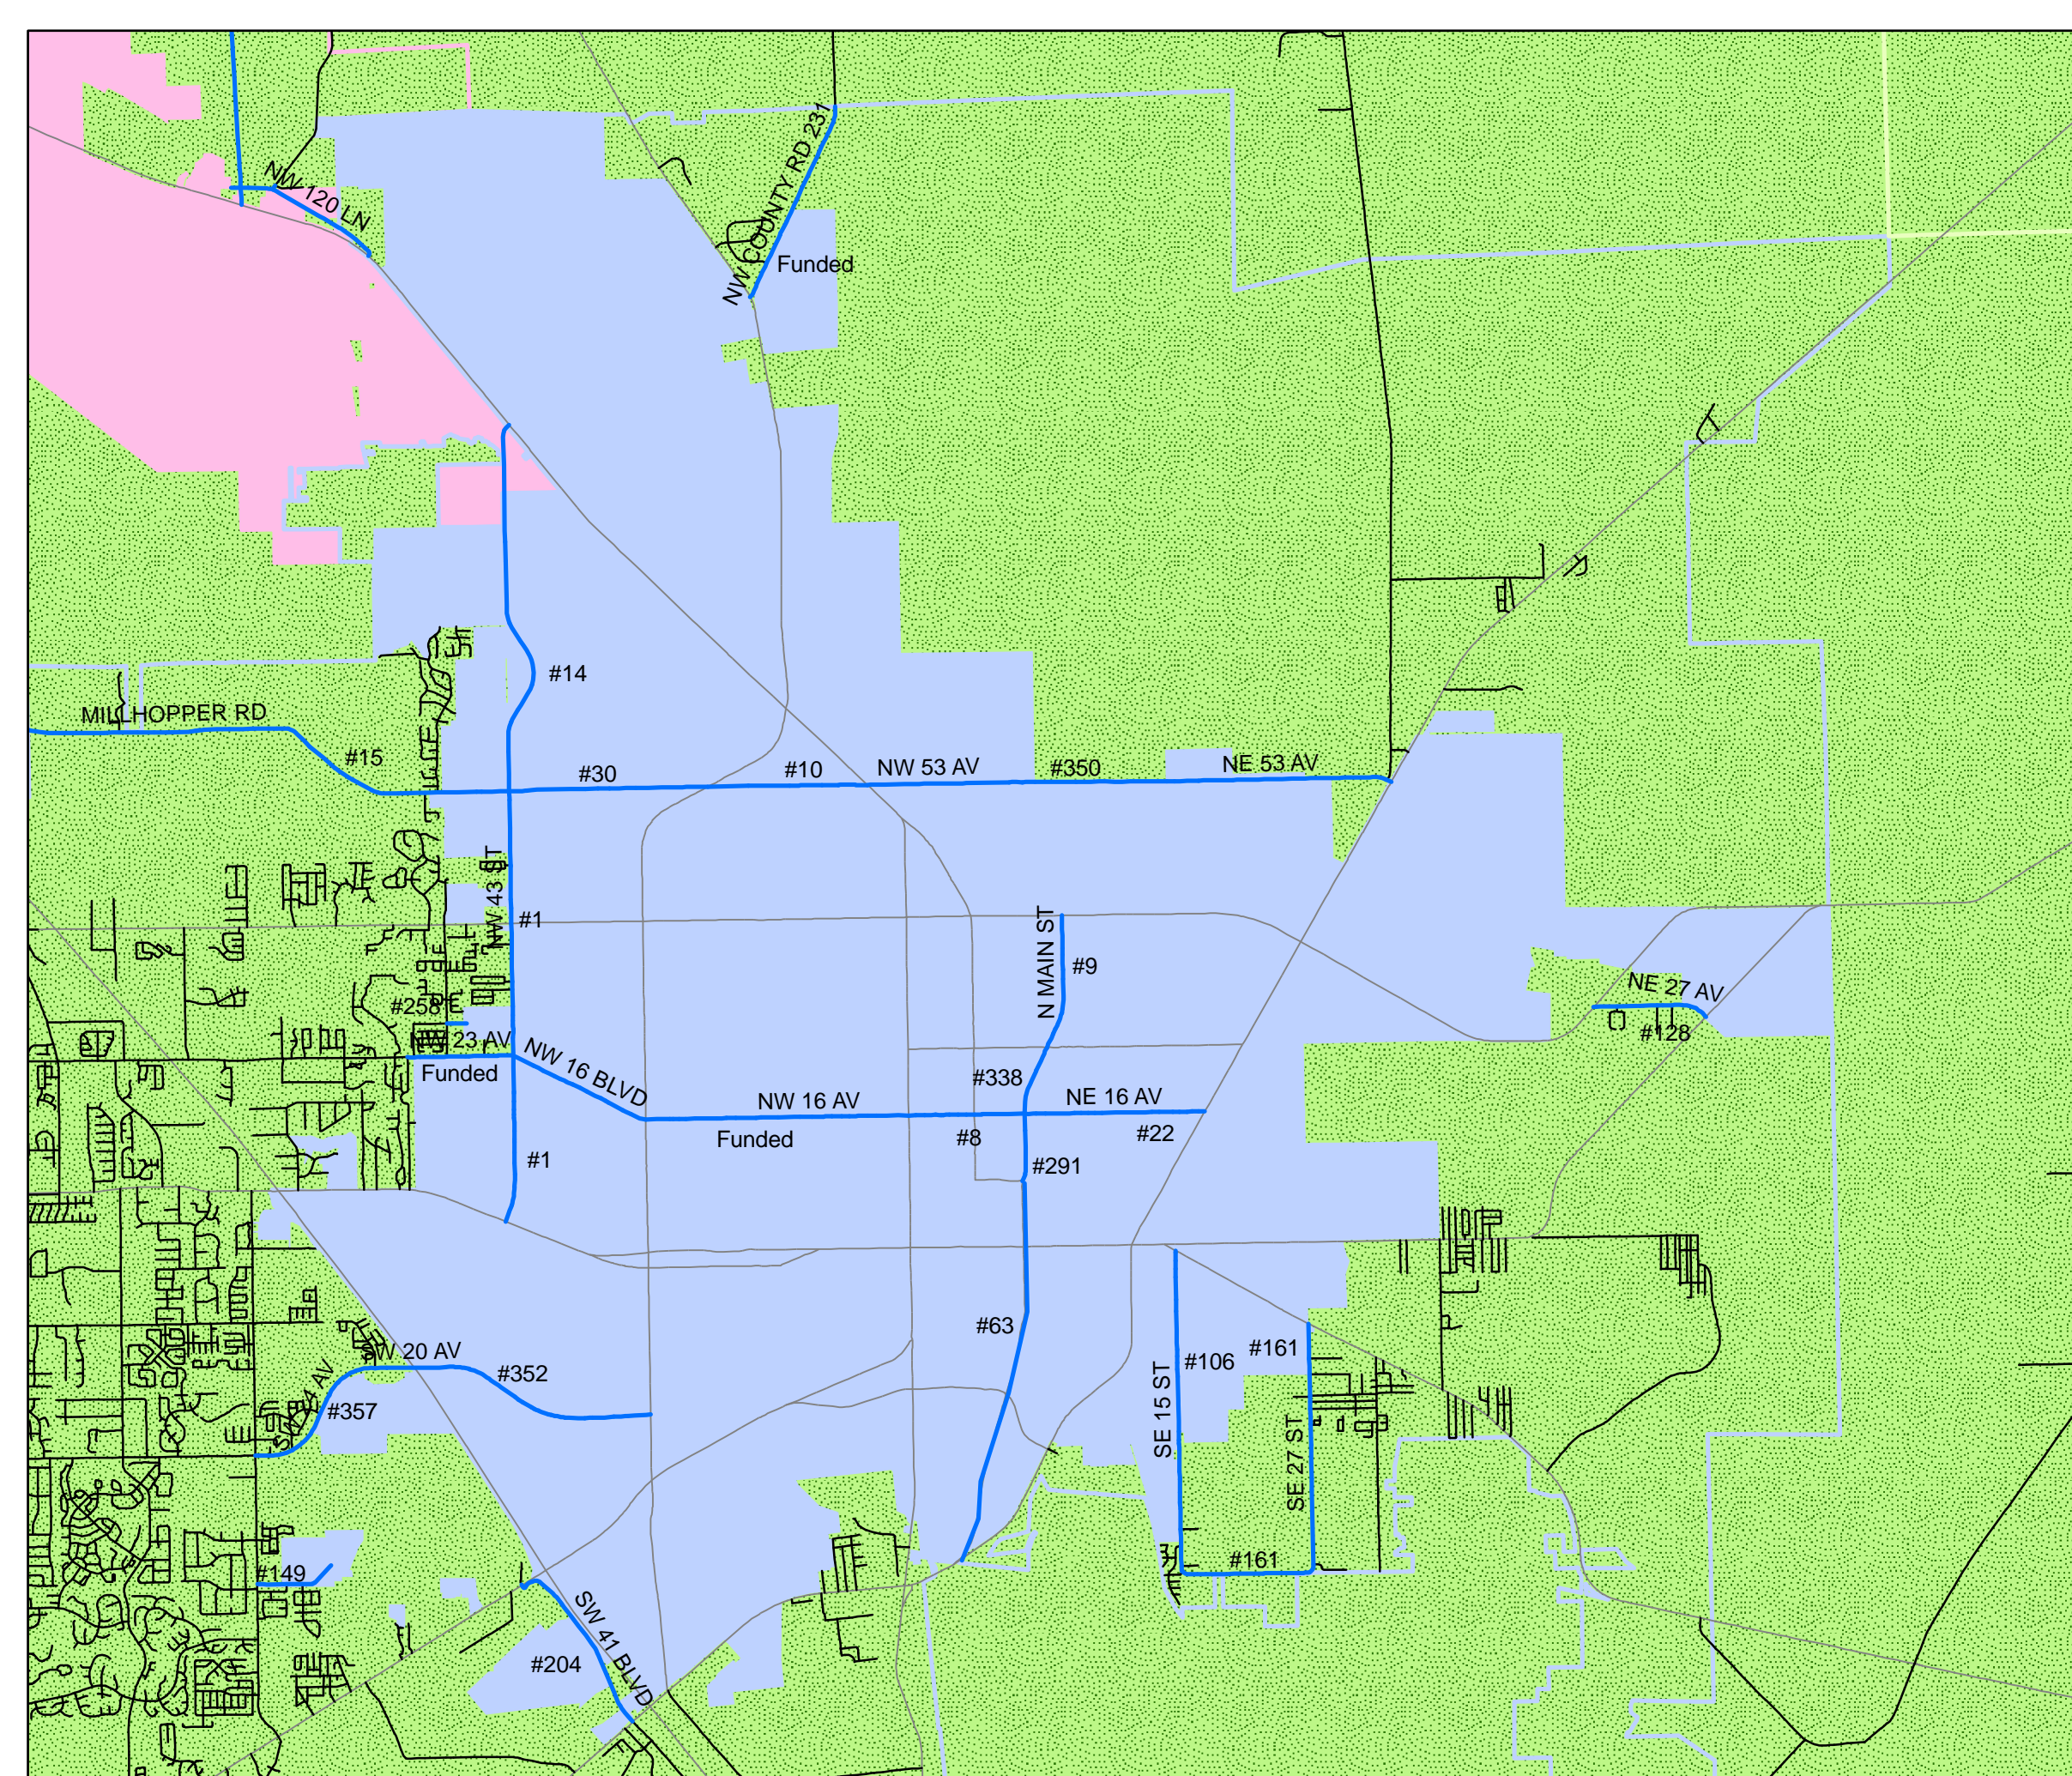 NW 120 LN
NW COUNTY RD 231
Funded
#14
MILLHOPPER RD
#15
#30
#10
NW 53 AV
#350
NE 53 AV
NW 43 ST
#1
N MAIN ST
#9
NE 27 AV
#128
#258
NW 23 AV
Funded
NW 16 BLVD
#338
NW 16 AV
NE 16 AV
Funded
#8
#22
#1
#291
#63
SW 20 AV
#352
SW 24 AV
#357
SE 15 ST
#106
#161
SE 27 ST
#161
#149
SW 41 BLVD
#204